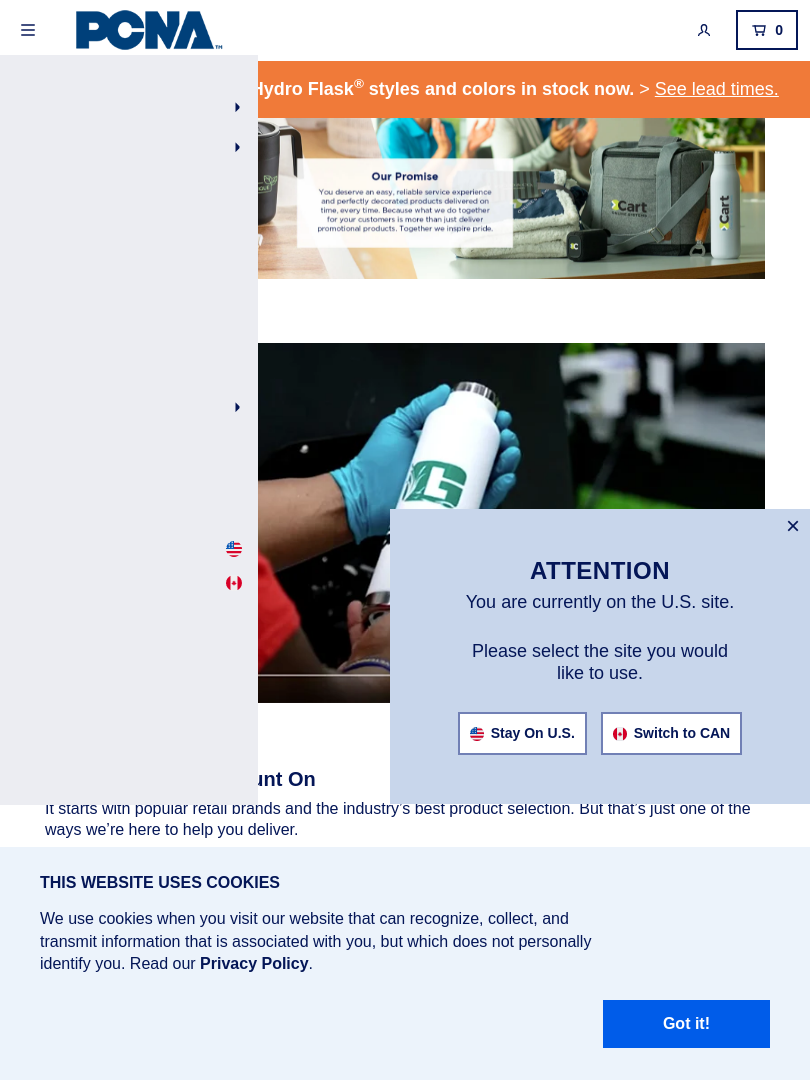 PCNA™
0
Hydro Flask® styles and colors in stock now. > See lead times.
Our Promise
You deserve an easy, reliable service experience
and perfectly decorated products delivered on
time, every time. Because what we do together
for your customers is more than just deliver
promotional products. Together we inspire pride.
Cart
Cart
ATTENTION
You are currently on the U.S. site.
Please select the site you would
like to use.
Stay On U.S.
Switch to CAN
unt On
It starts with popular retail brands and the industry's best product selection. But that's just one of the
ways we're here to help you deliver.
THIS WEBSITE USES COOKIES
We use cookies when you visit our website that can recognize, collect, and
transmit information that is associated with you, but which does not personally
identify you. Read our Privacy Policy.
Got it!